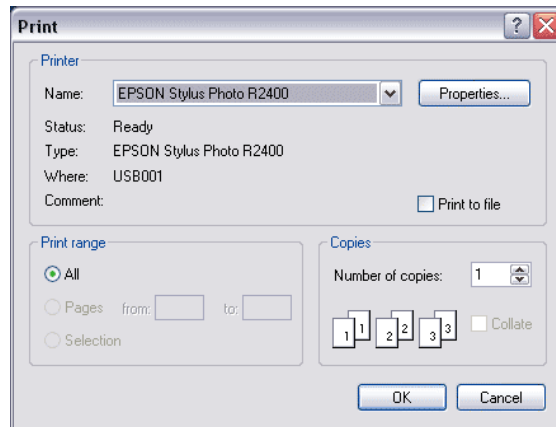 Print
Printer
Name: EPSON Stylus Photo R2400 Properties...
Status: Ready
Type: EPSON Stylus Photo R2400
Where: USB001
Comment: Print to file
Print range
All
Pages from: to:
Selection
Copies
Number of copies: 1
1 1 2 2 3 3 Collate
OK Cancel